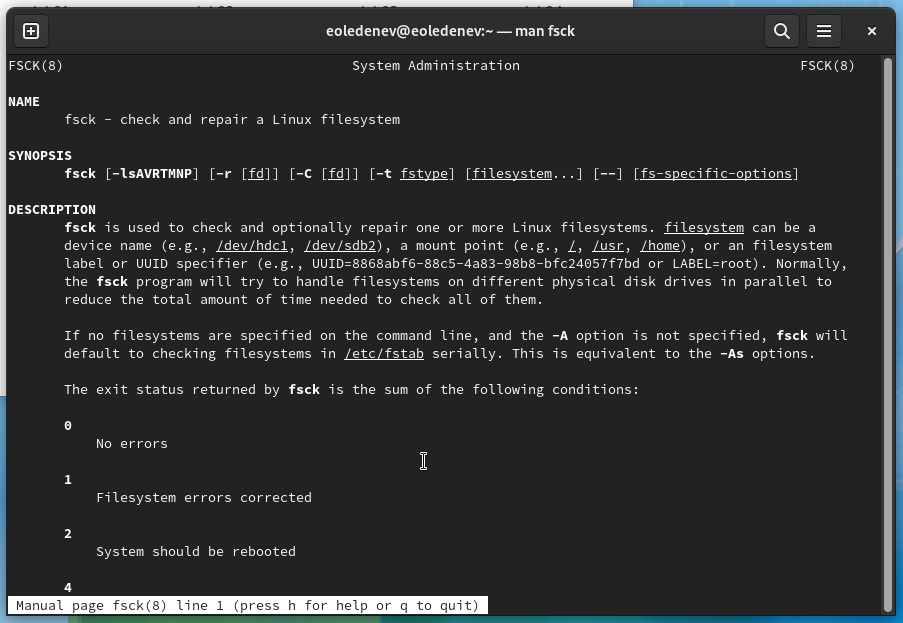 eoledenev@eoledenev:~ — man fsck
FSCK(8) System Administration FSCK(8)
NAME
fsck - check and repair a Linux filesystem
SYNOPSIS
fsck [-lsAVRTMNP] [-r [fd]] [-C [fd]] [-t fstype] [filesystem...] [--] [fs-specific-options]
DESCRIPTION
fsck is used to check and optionally repair one or more Linux filesystems. filesystem can be a
device name (e.g., /dev/hdc1, /dev/sdb2), a mount point (e.g., /, /usr, /home), or an filesystem
label or UUID specifier (e.g., UUID=8868abf6-88c5-4a83-98b8-bfc24057f7bd or LABEL=root). Normally,
the fsck program will try to handle filesystems on different physical disk drives in parallel to
reduce the total amount of time needed to check all of them.
If no filesystems are specified on the command line, and the -A option is not specified, fsck will
default to checking filesystems in /etc/fstab serially. This is equivalent to the -As options.
The exit status returned by fsck is the sum of the following conditions:
0
No errors
1
Filesystem errors corrected
2
System should be rebooted
4
Manual page fsck(8) line 1 (press h for help or q to quit)